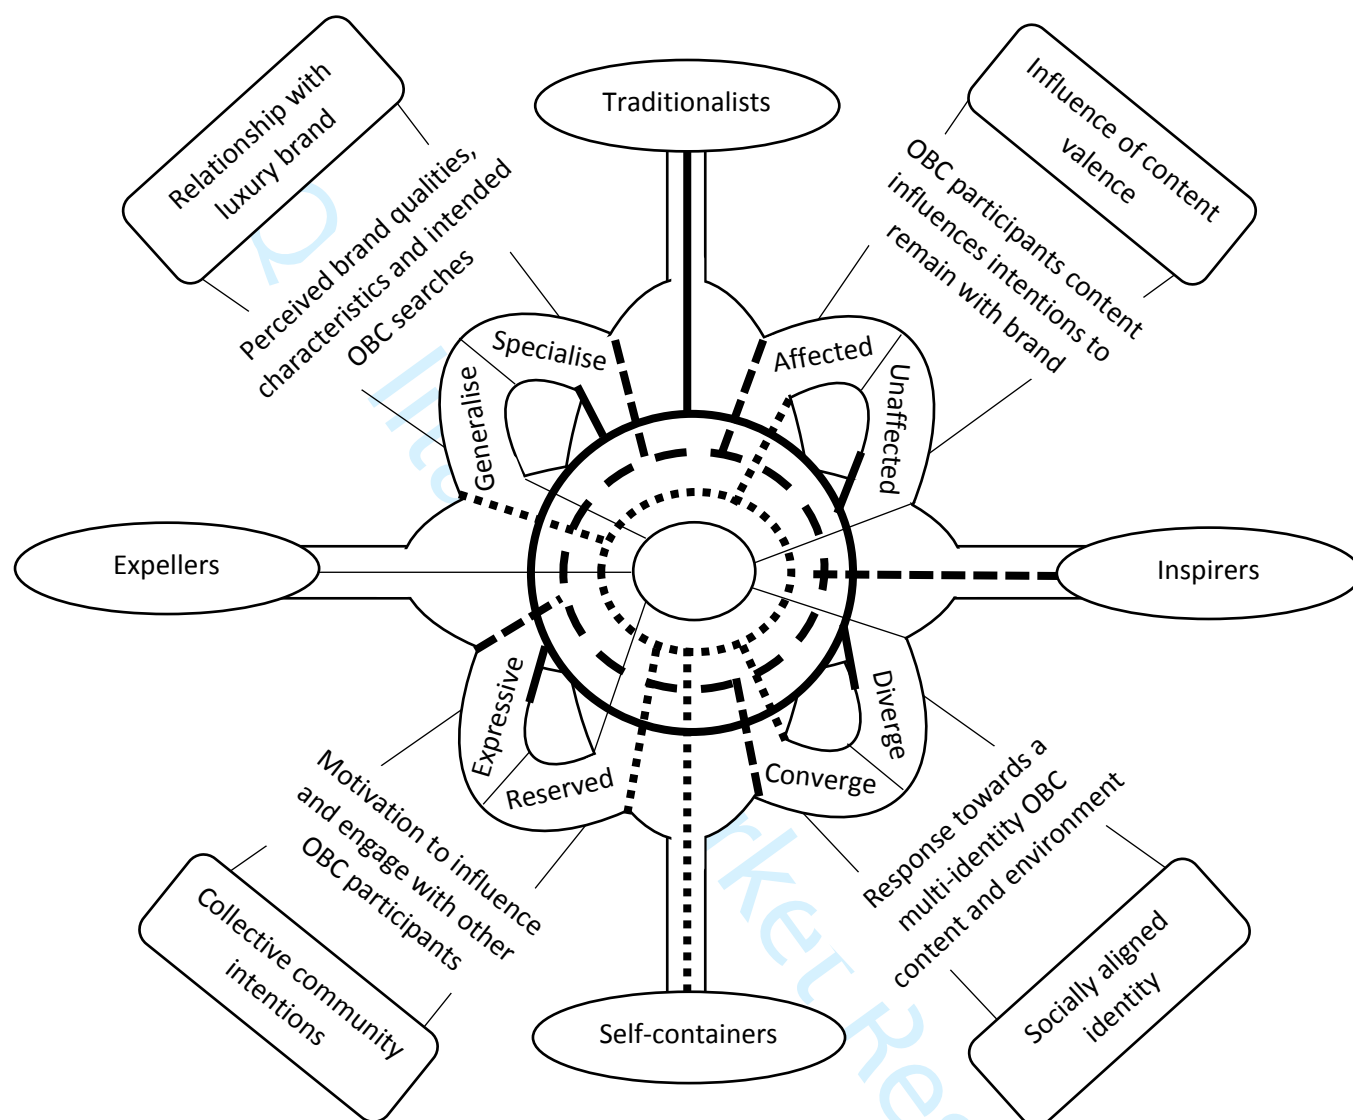 Traditionalists
Relationship with
luxury brand
Perceived brand qualities,
characteristics and intended
OBC searches
Influence of content
valence
OBC participants content
influences intentions to
remain with brand
Specialise
Generalise
Affected
Unaffected
Expellers
Inspirers
Expressive
Reserved
Diverge
Converge
Motivation to influence
and engage with other
OBC participants
Collective community
intentions
Response towards a
multi-identity OBC
content and environment
Socially aligned
identity
Self-containers